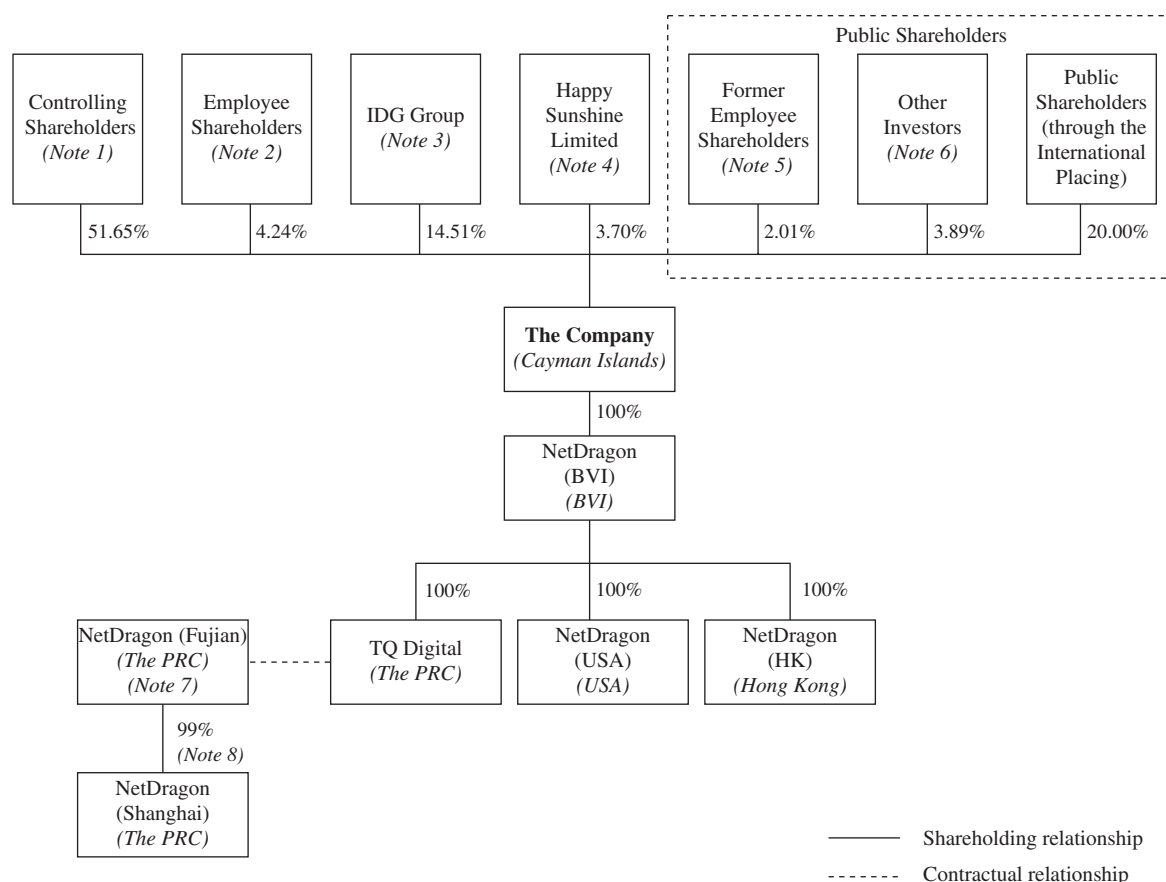 Public Shareholders
Controlling
Shareholders
(Note 1)
Employee
Shareholders
(Note 2)
IDG Group
(Note 3)
Happy
Sunshine
Limited
(Note 4)
Former
Employee
Shareholders
(Note 5)
Other
Investors
(Note 6)
Public
Shareholders
(through the
International
Placing)
51.65%
4.24%
14.51%
3.70%
2.01%
3.89%
20.00%
The Company
(Cayman Islands)
100%
NetDragon
(BVI)
(BVI)
100%
100%
100%
NetDragon (Fujian)
(The PRC)
(Note 7)
TQ Digital
(The PRC)
NetDragon
(USA)
(USA)
NetDragon
(HK)
(Hong Kong)
99%
(Note 8)
NetDragon
(Shanghai)
(The PRC)
Shareholding relationship
Contractual relationship